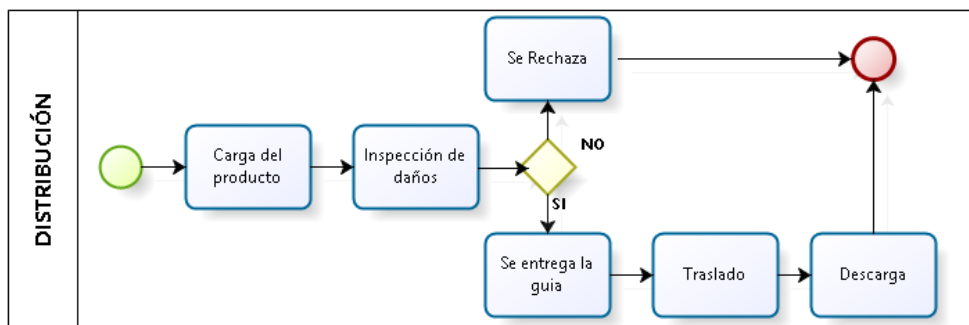 DISTRIBUCIÓN
Carga del
producto
Inspección de
daños
Se Rechaza
NO
SI
Se entrega la
guia
Traslado
Descarga